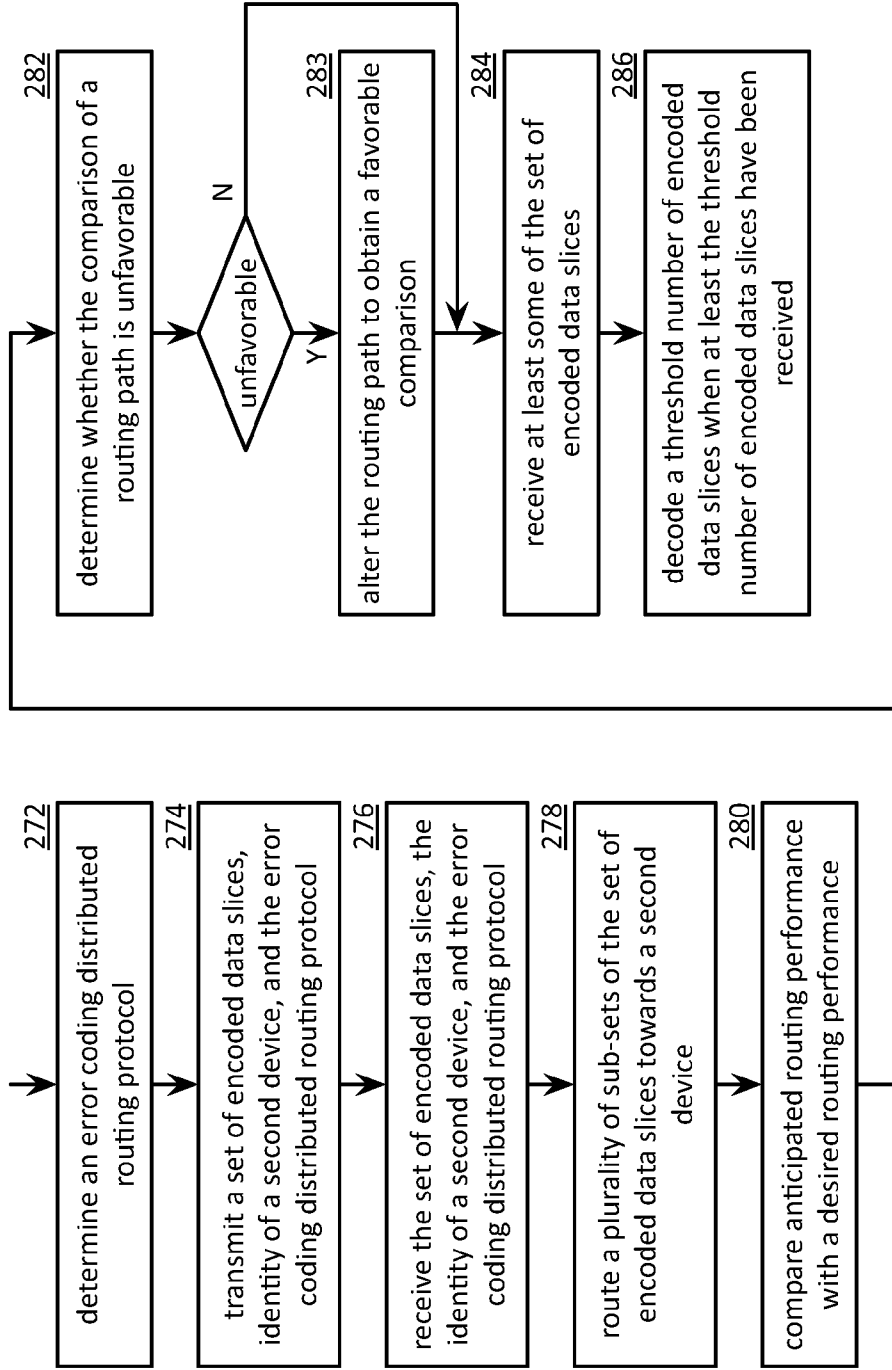 272
determine an error coding distributed
routing protocol
274
transmit a set of encoded data slices,
identity of a second device, and the error
coding distributed routing protocol
276
receive the set of encoded data slices, the
identity of a second device, and the error
coding distributed routing protocol
278
route a plurality of sub-sets of the set of
encoded data slices towards a second
device
280
compare anticipated routing performance
with a desired routing performance
282
determine whether the comparison of a
routing path is unfavorable
unfavorable
N
Y
283
alter the routing path to obtain a favorable
comparison
284
receive at least some of the set of
encoded data slices
286
decode a threshold number of encoded
data slices when at least the threshold
number of encoded data slices have been
received